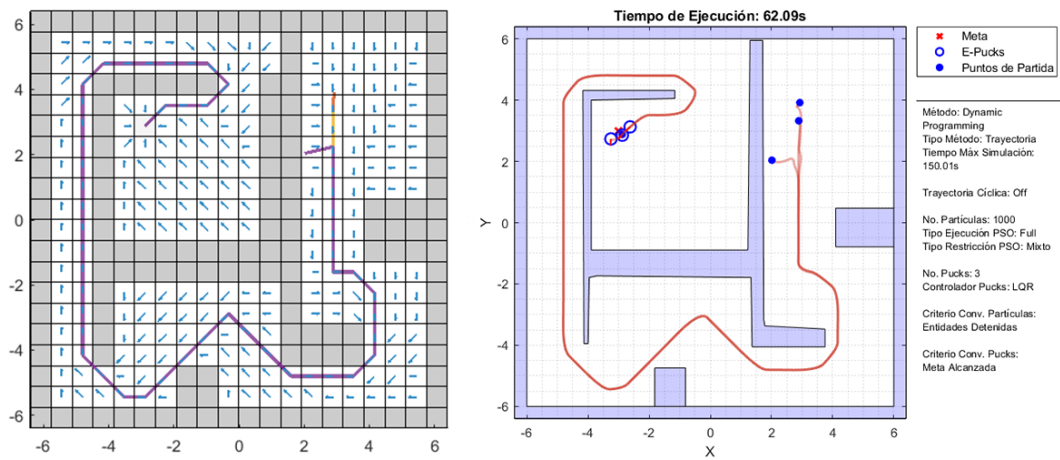 6
4
2
0
-2
-4
-6
-6
-4
-2
0
2
4
6
Tiempo de Ejecución: 62.09s
6
4
2
0
-2
-4
-6
Y
-6
-4
-2
0
2
4
6
X
Meta
E-Pucks
Puntos de Partida
Método: Dynamic
Programming
Tipo Método: Trayectoria
Tiempo Máx Simulación:
150.01s
Trayectoria Cíclica: Off
No. Partículas: 1000
Tipo Ejecución PSO: Full
Tipo Restricción PSO: Mixto
No. Pucks: 3
Controlador Pucks: LQR
Criterio Conv. Partículas:
Entidades Detenidas
Criterio Conv. Pucks:
Meta Alcanzada